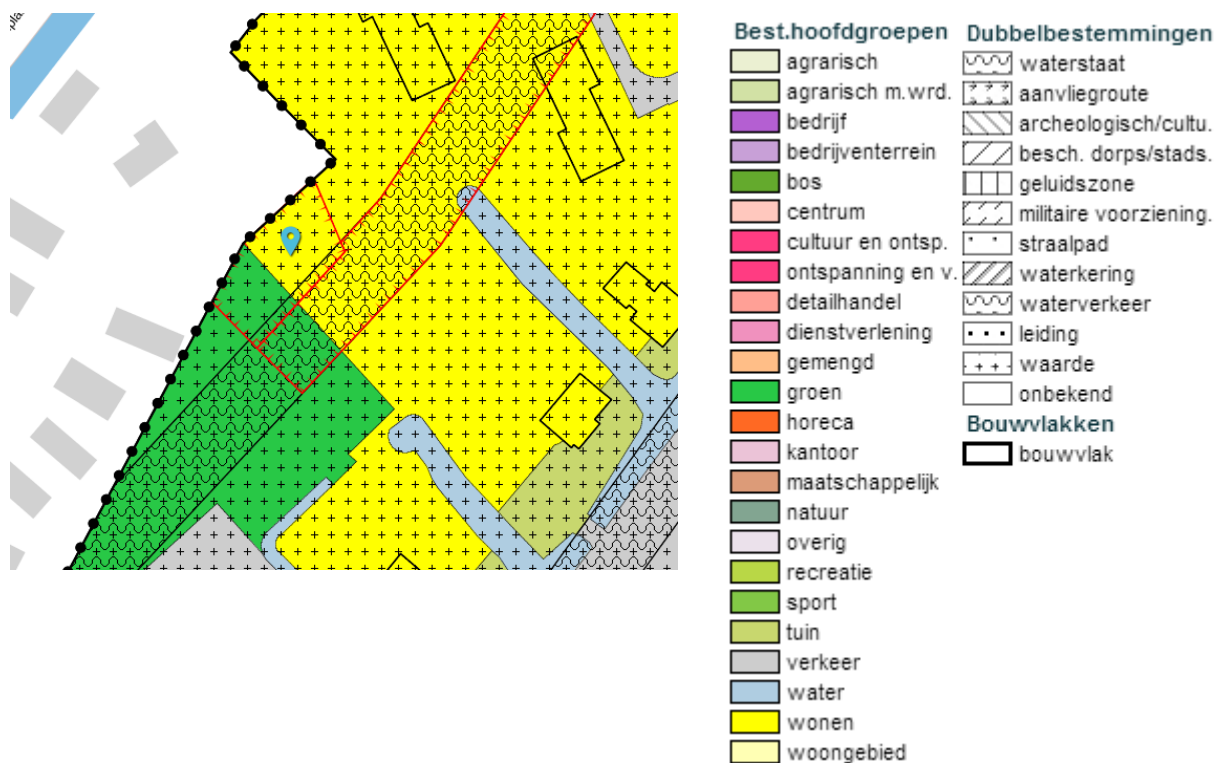 Best.hoofdgroepen
agrarisch
agrarisch m.wrd.
bedrijf
bedrijventerrein
bos
centrum
cultuur en ontsp.
ontspanning en v.
detailhandel
dienstverlening
gemengd
groen
horeca
kantoor
maatschappelijk
natuur
overig
recreatie
sport
tuin
verkeer
water
wonen
woongebied
Dubbelbestemmingen
waterstaat
aanvliegroute
archeologisch/cultu.
besch. dorps/stads.
geluidszone
militaire voorziening.
straalpad
waterkering
waterverkeer
leiding
waarde
onbekend
Bouwvlakken
bouwvlak